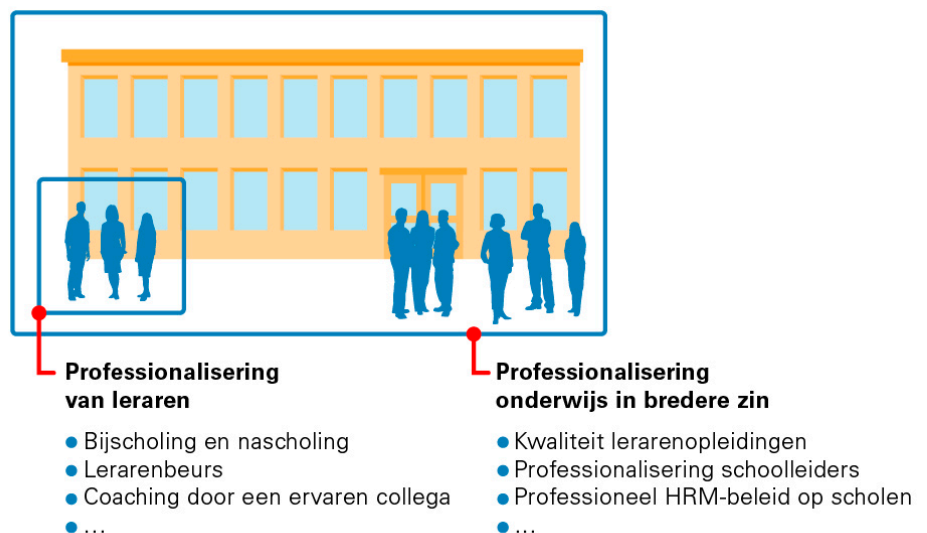 Professionalisering
van leraren
● Bijscholing en nascholing
● Lerarenbeurs
● Coaching door een ervaren collega
● ...
Professionalisering
onderwijs in bredere zin
● Kwaliteit lerarenopleidingen
● Professionalisering schoolleiders
● Professioneel HRM-beleid op scholen
● ...